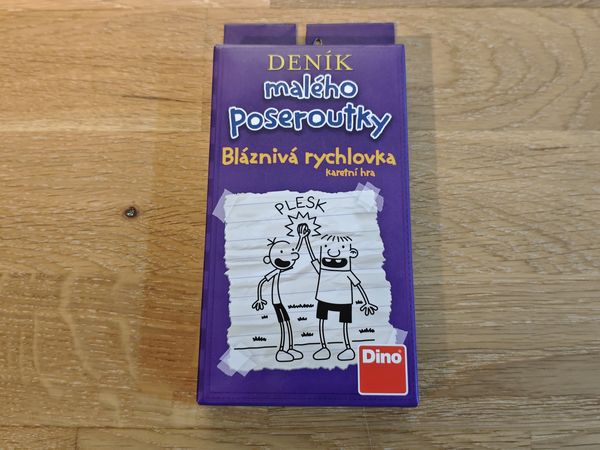 DENÍK
malého
Poseroutky
Bláznivá rychlovka
karetní hra
PLESK
Dino